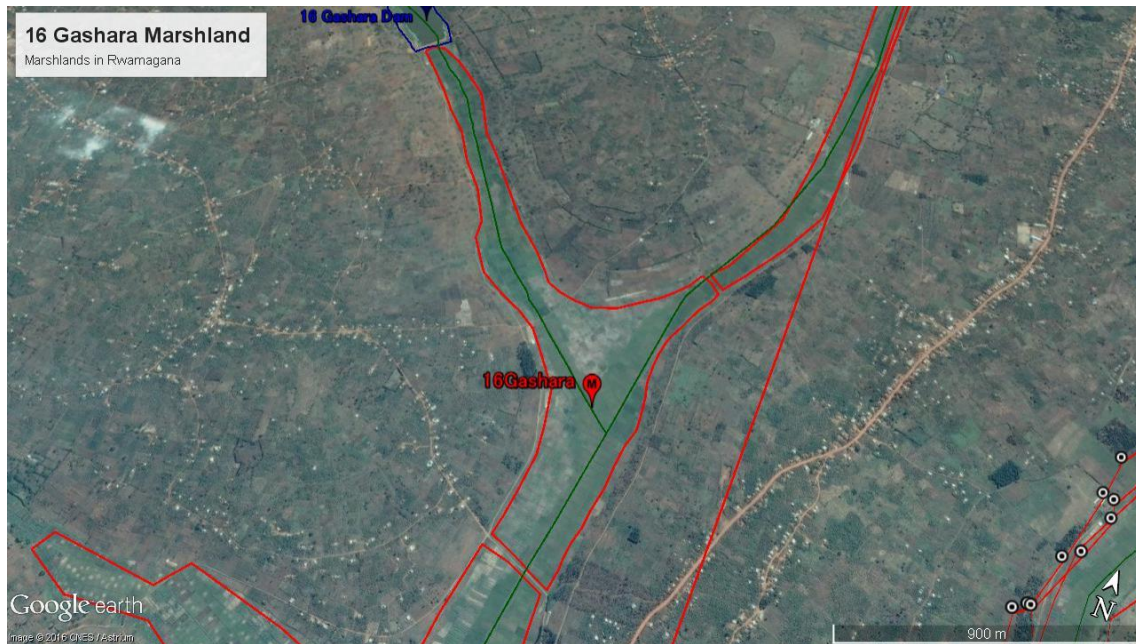 16 Gashara Dam
16 Gashara Marshland
Marshlands in Rwamagana
16Gashara
M
Google earth
Image © 2016 CNES / Astrium
N
900 m